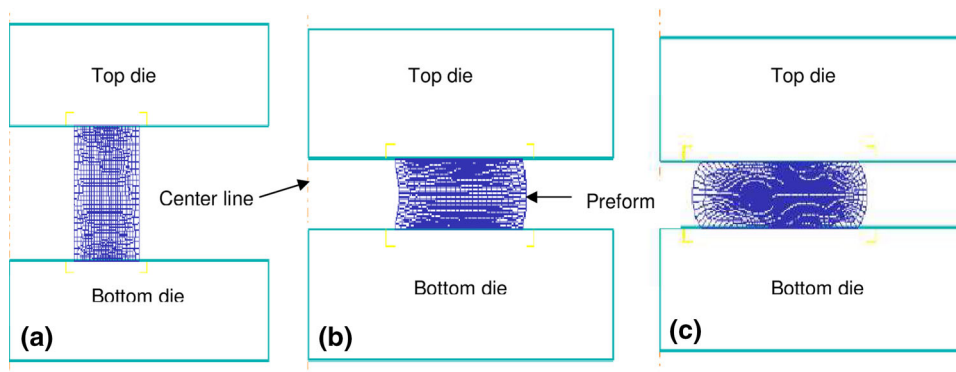 Top die
Top die
Top die
Center line
Preform
Bottom die
Bottom die
Bottom die
(a)
(b)
(c)